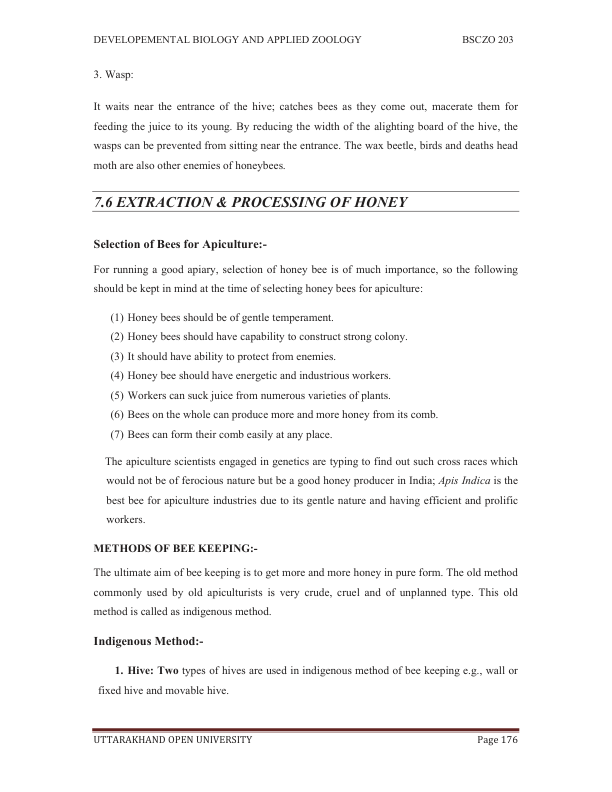 DEVELOPEMENTAL BIOLOGY AND APPLIED ZOOLOGY BSCZO 203
3. Wasp:
It waits near the entrance of the hive; catches bees as they come out, macerate them for
feeding the juice to its young. By reducing the width of the alighting board of the hive, the
wasps can be prevented from sitting near the entrance. The wax beetle, birds and deaths head
moth are also other enemies of honeybees.
7.6 EXTRACTION & PROCESSING OF HONEY
Selection of Bees for Apiculture:-
For running a good apiary, selection of honey bee is of much importance, so the following
should be kept in mind at the time of selecting honey bees for apiculture:
(1) Honey bees should be of gentle temperament.
(2) Honey bees should have capability to construct strong colony.
(3) It should have ability to protect from enemies.
(4) Honey bee should have energetic and industrious workers.
(5) Workers can suck juice from numerous varieties of plants.
(6) Bees on the whole can produce more and more honey from its comb.
(7) Bees can form their comb easily at any place.
The apiculture scientists engaged in genetics are typing to find out such cross races which
would not be of ferocious nature but be a good honey producer in India; Apis Indica is the
best bee for apiculture industries due to its gentle nature and having efficient and prolific
workers.
METHODS OF BEE KEEPING:-
The ultimate aim of bee keeping is to get more and more honey in pure form. The old method
commonly used by old apiculturists is very crude, cruel and of unplanned type. This old
method is called as indigenous method.
Indigenous Method:-
1. Hive: Two types of hives are used in indigenous method of bee keeping e.g., wall or
fixed hive and movable hive.
UTTARAKHAND OPEN UNIVERSITY Page 176